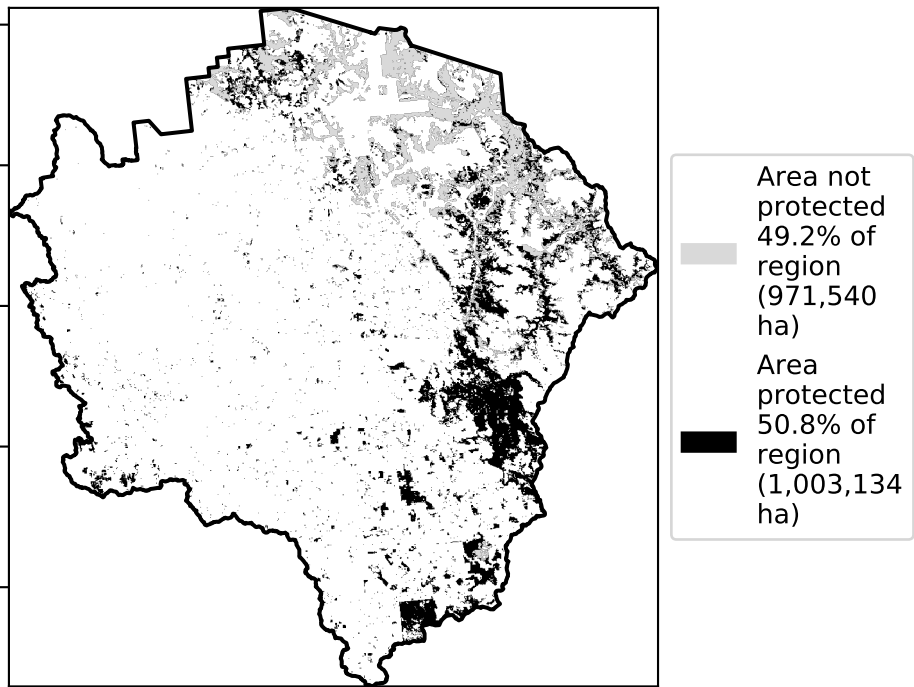 Area not
protected
49.2% of
region
(971,540
ha)
Area
protected
50.8% of
region
(1,003,134
ha)